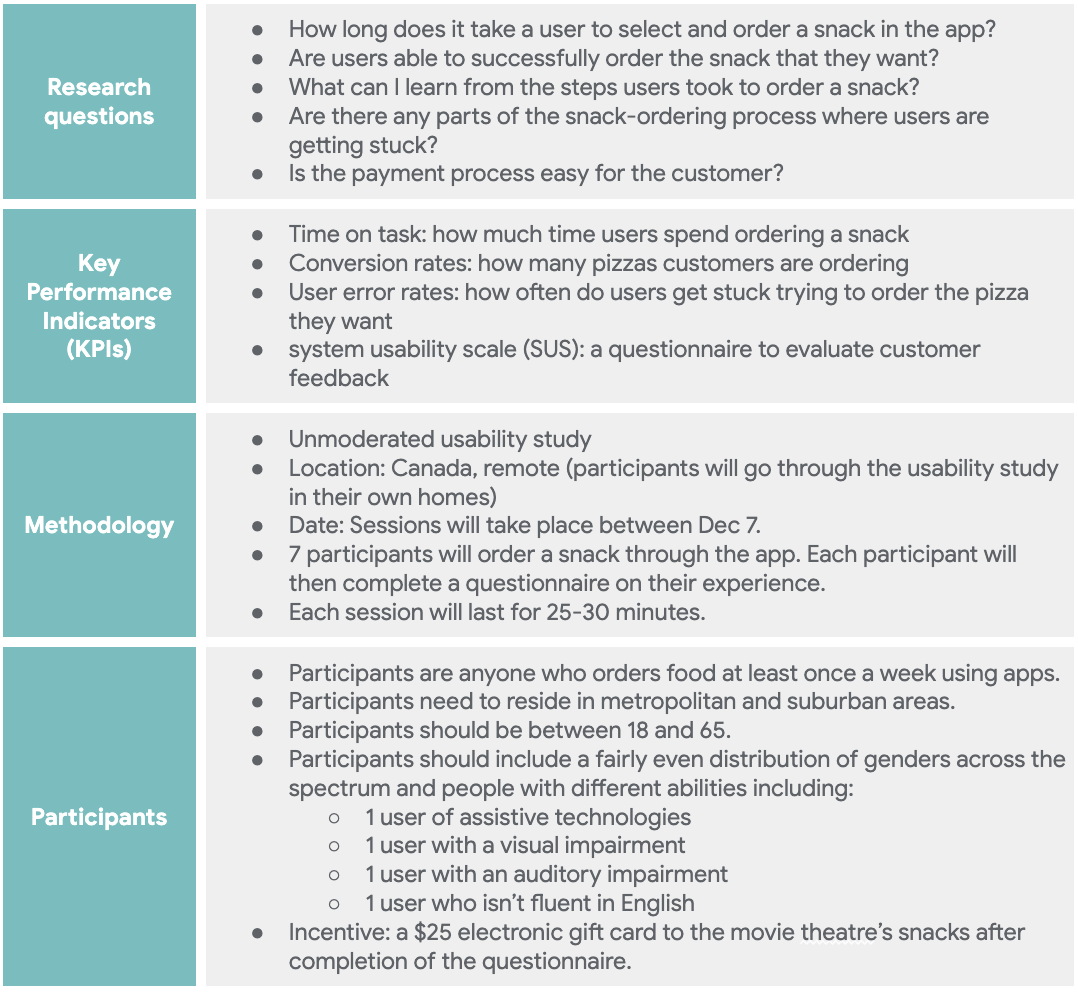 Research
questions
● How long does it take a user to select and order a snack in the app?
● Are users able to successfully order the snack that they want?
● What can I learn from the steps users took to order a snack?
● Are there any parts of the snack-ordering process where users are
getting stuck?
● Is the payment process easy for the customer?
Key
Performance
Indicators
(KPIs)
● Time on task: how much time users spend ordering a snack
● Conversion rates: how many pizzas customers are ordering
● User error rates: how often do users get stuck trying to order the pizza
they want
● system usability scale (SUS): a questionnaire to evaluate customer
feedback
Methodology
● Unmoderated usability study
● Location: Canada, remote (participants will go through the usability study
in their own homes)
● Date: Sessions will take place between Dec 7.
● 7 participants will order a snack through the app. Each participant will
then complete a questionnaire on their experience.
● Each session will last for 25-30 minutes.
Participants
● Participants are anyone who orders food at least once a week using apps.
● Participants need to reside in metropolitan and suburban areas.
● Participants should be between 18 and 65.
● Participants should include a fairly even distribution of genders across the
spectrum and people with different abilities including:
○ 1 user of assistive technologies
○ 1 user with a visual impairment
○ 1 user with an auditory impairment
○ 1 user who isn’t fluent in English
● Incentive: a $25 electronic gift card to the movie theatre’s snacks after
completion of the questionnaire.